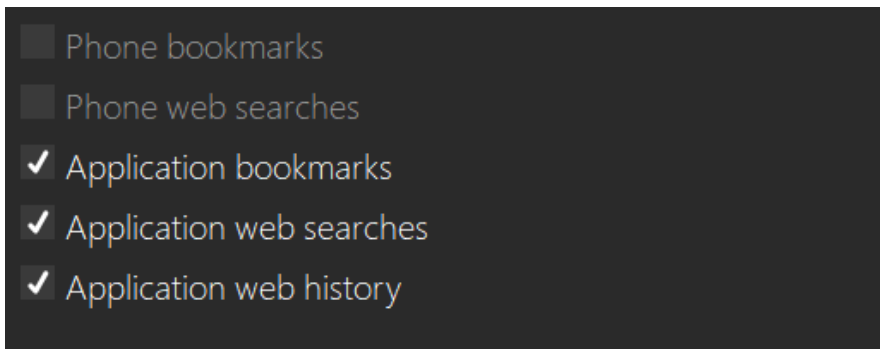 Phone bookmarks
Phone web searches
Application bookmarks
Application web searches
Application web history